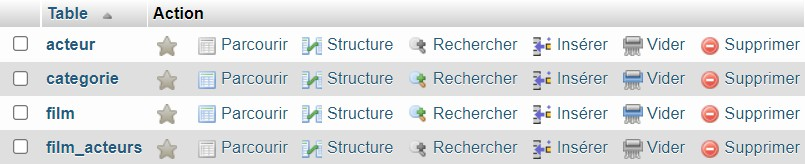 Table Action
acteur Parcourir Structure Rechercher Insérer Vider Supprimer
categorie Parcourir Structure Rechercher Insérer Vider Supprimer
film Parcourir Structure Rechercher Insérer Vider Supprimer
film_acteurs Parcourir Structure Rechercher Insérer Vider Supprimer